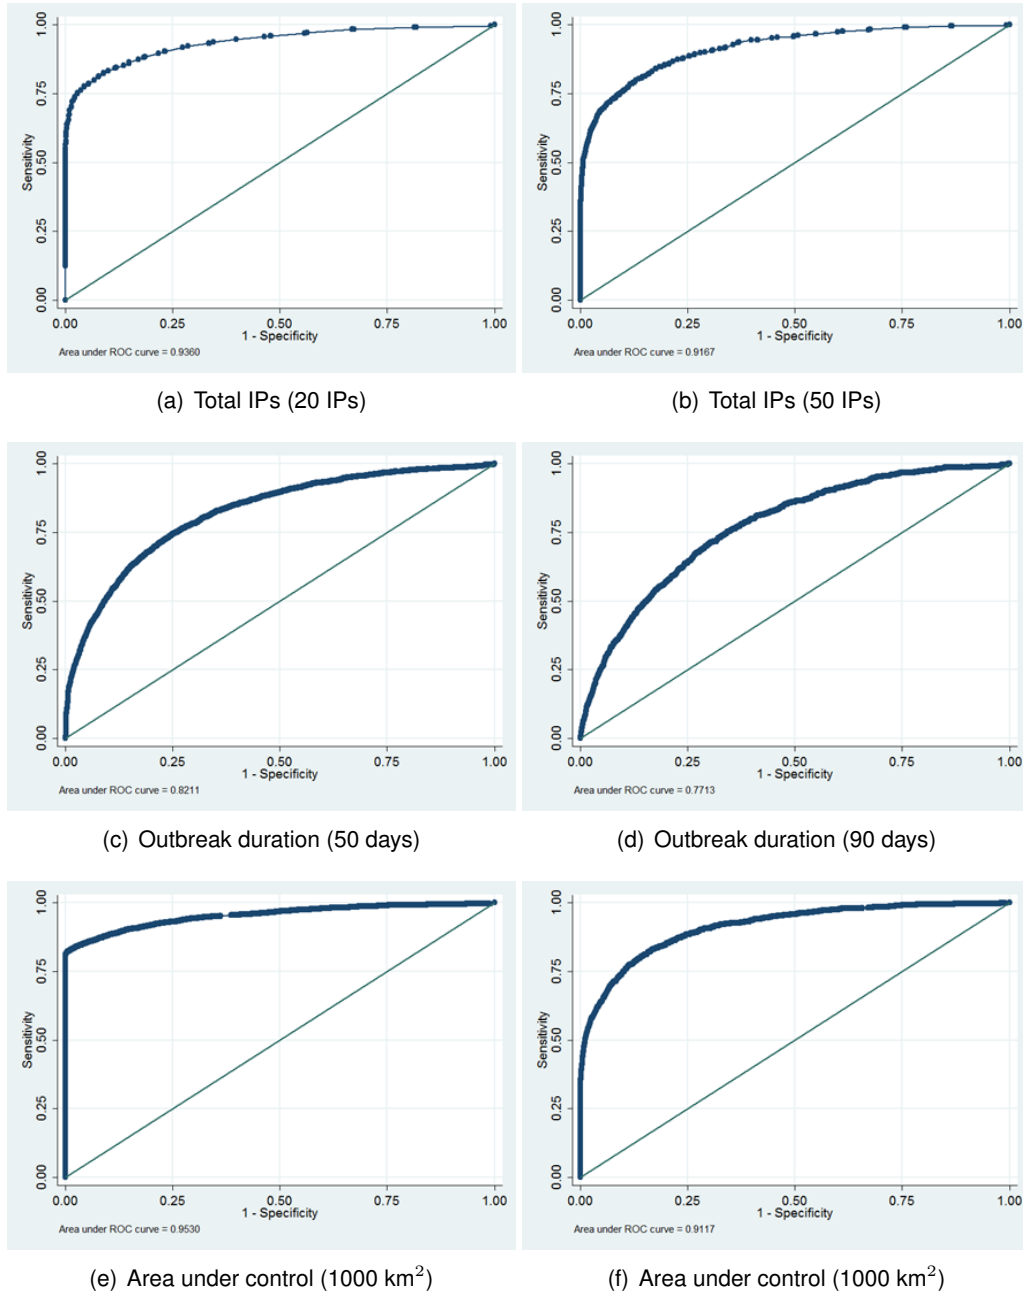 1.00
0.75
0.50
0.25
0.00
Sensitivity
0.00 0.25 0.50 0.75 1.00
1 - Specificity
Area under ROC curve = 0.9360
(a) Total IPs (20 IPs)
1.00
0.75
0.50
0.25
0.00
Sensitivity
0.00 0.25 0.50 0.75 1.00
1 - Specificity
Area under ROC curve = 0.9167
(b) Total IPs (50 IPs)
1.00
0.75
0.50
0.25
0.00
Sensitivity
0.00 0.25 0.50 0.75 1.00
1 - Specificity
Area under ROC curve = 0.8211
(c) Outbreak duration (50 days)
1.00
0.75
0.50
0.25
0.00
Sensitivity
0.00 0.25 0.50 0.75 1.00
1 - Specificity
Area under ROC curve = 0.7713
(d) Outbreak duration (90 days)
1.00
0.75
0.50
0.25
0.00
Sensitivity
0.00 0.25 0.50 0.75 1.00
1 - Specificity
Area under ROC curve = 0.9530
(e) Area under control (1000 km²)
1.00
0.75
0.50
0.25
0.00
Sensitivity
0.00 0.25 0.50 0.75 1.00
1 - Specificity
Area under ROC curve = 0.9117
(f) Area under control (1000 km²)